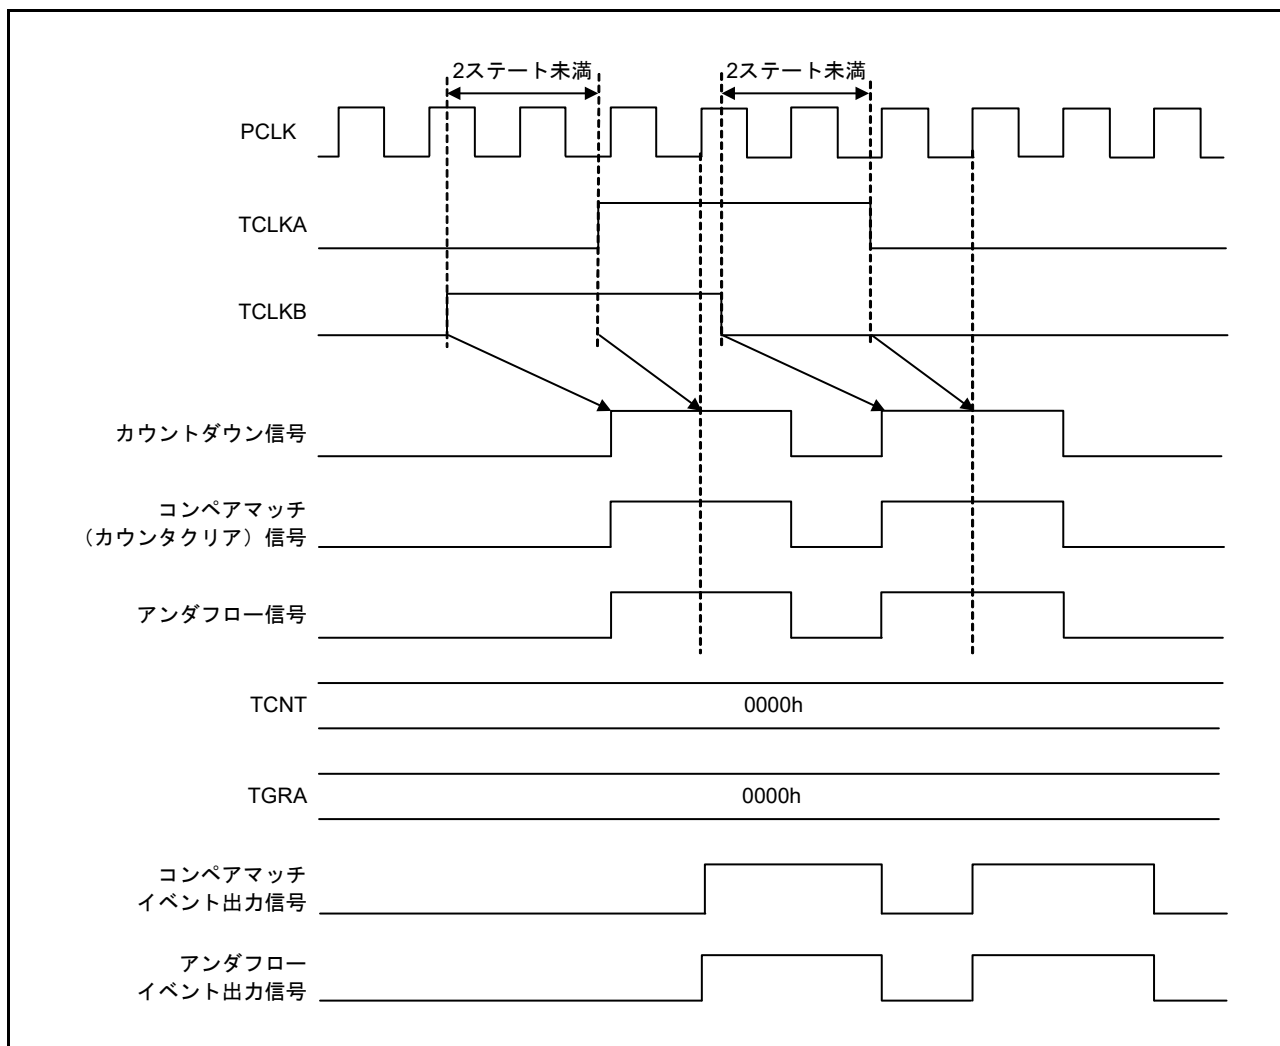 2ステート未満
2ステート未満
PCLK
TCLKA
TCLKB
カウントダウン信号
コンペアマッチ
（カウンタクリア）信号
アンダフロー信号
TCNT
0000h
TGRA
0000h
コンペアマッチ
イベント出力信号
アンダフロー
イベント出力信号